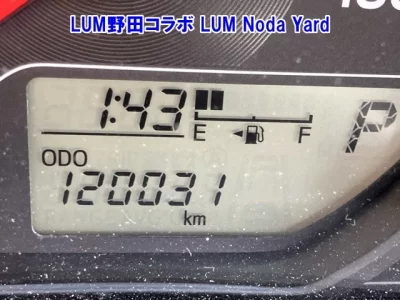 LUM野田コラボ LUM Noda Yard
1:43
E F
P
ODO
120031
km